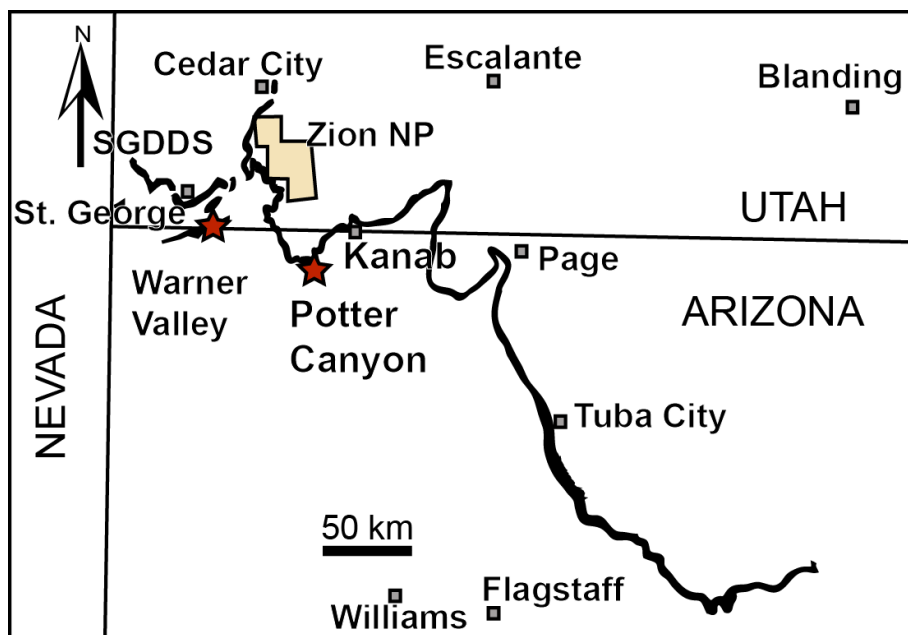 N
Cedar City
Escalante
Blanding
SGDDS
Zion NP
St. George
UTAH
Kanab
Page
Warner
Valley
Potter
Canyon
ARIZONA
NEVADA
Tuba City
50 km
Williams
Flagstaff